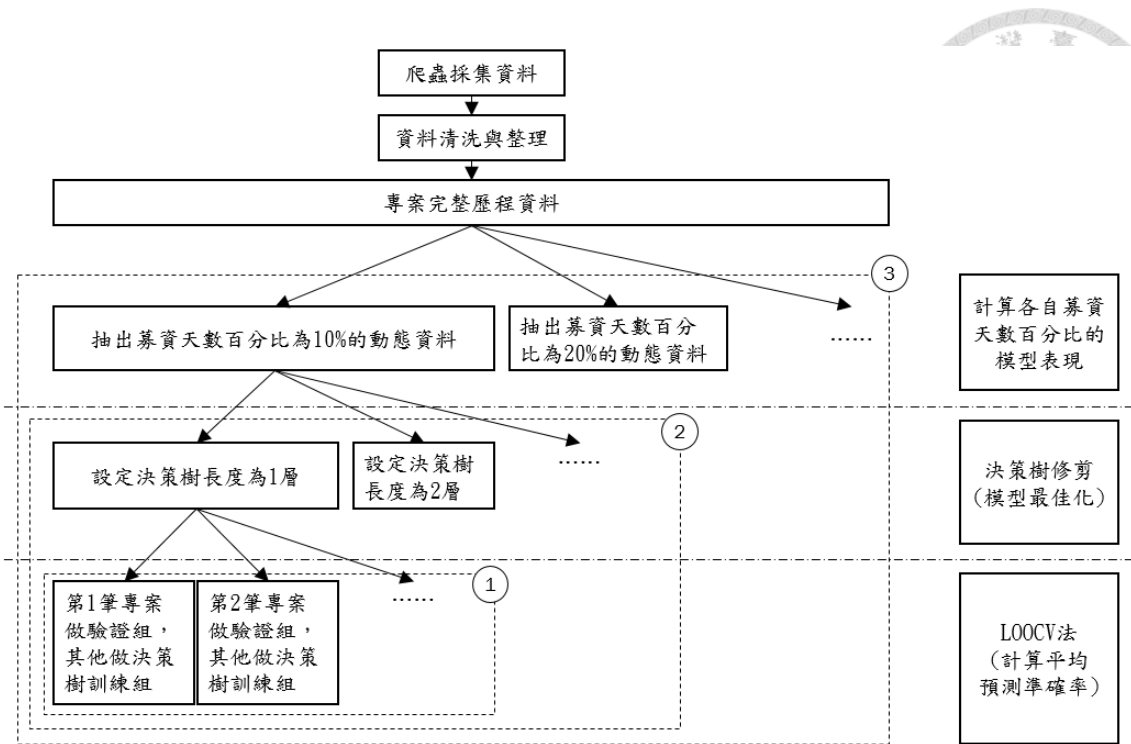 爬蟲採集資料
資料清洗與整理
專案完整歷程資料
3
抽出募資天數百分比為10%的動態資料
抽出募資天數百分
比為20%的動態資料
……
計算各自募資
天數百分比的
模型表現
2
設定決策樹長度為1層
設定決策樹
長度為2層
……
決策樹修剪
(模型最佳化)
1
第1筆專案
做驗證組，
其他做決策
樹訓練組
第2筆專案
做驗證組，
其他做決策
樹訓練組
……
LOOCV法
(計算平均
預測準確率)